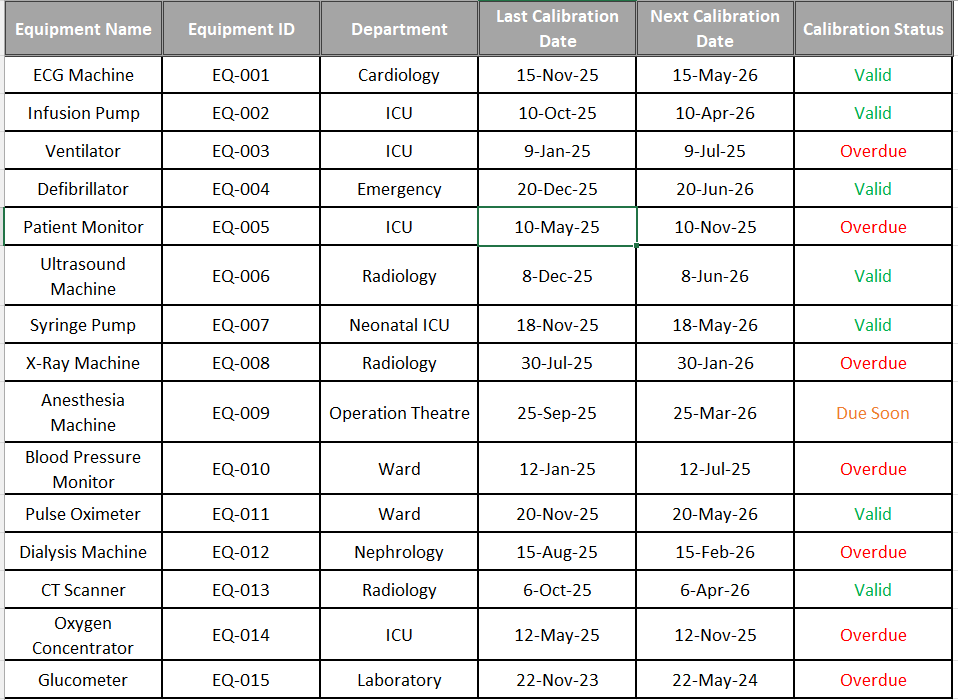 Equipment Name Equipment ID Department Last Calibration Date Next Calibration Date Calibration Status
ECG Machine EQ-001 Cardiology 15-Nov-25 15-May-26 Valid
Infusion Pump EQ-002 ICU 10-Oct-25 10-Apr-26 Valid
Ventilator EQ-003 ICU 9-Jan-25 9-Jul-25 Overdue
Defibrillator EQ-004 Emergency 20-Dec-25 20-Jun-26 Valid
Patient Monitor EQ-005 ICU 10-May-25 10-Nov-25 Overdue
Ultrasound Machine EQ-006 Radiology 8-Dec-25 8-Jun-26 Valid
Syringe Pump EQ-007 Neonatal ICU 18-Nov-25 18-May-26 Valid
X-Ray Machine EQ-008 Radiology 30-Jul-25 30-Jan-26 Overdue
Anesthesia Machine EQ-009 Operation Theatre 25-Sep-25 25-Mar-26 Due Soon
Blood Pressure Monitor EQ-010 Ward 12-Jan-25 12-Jul-25 Overdue
Pulse Oximeter EQ-011 Ward 20-Nov-25 20-May-26 Valid
Dialysis Machine EQ-012 Nephrology 15-Aug-25 15-Feb-26 Overdue
CT Scanner EQ-013 Radiology 6-Oct-25 6-Apr-26 Valid
Oxygen Concentrator EQ-014 ICU 12-May-25 12-Nov-25 Overdue
Glucometer EQ-015 Laboratory 22-Nov-23 22-May-24 Overdue